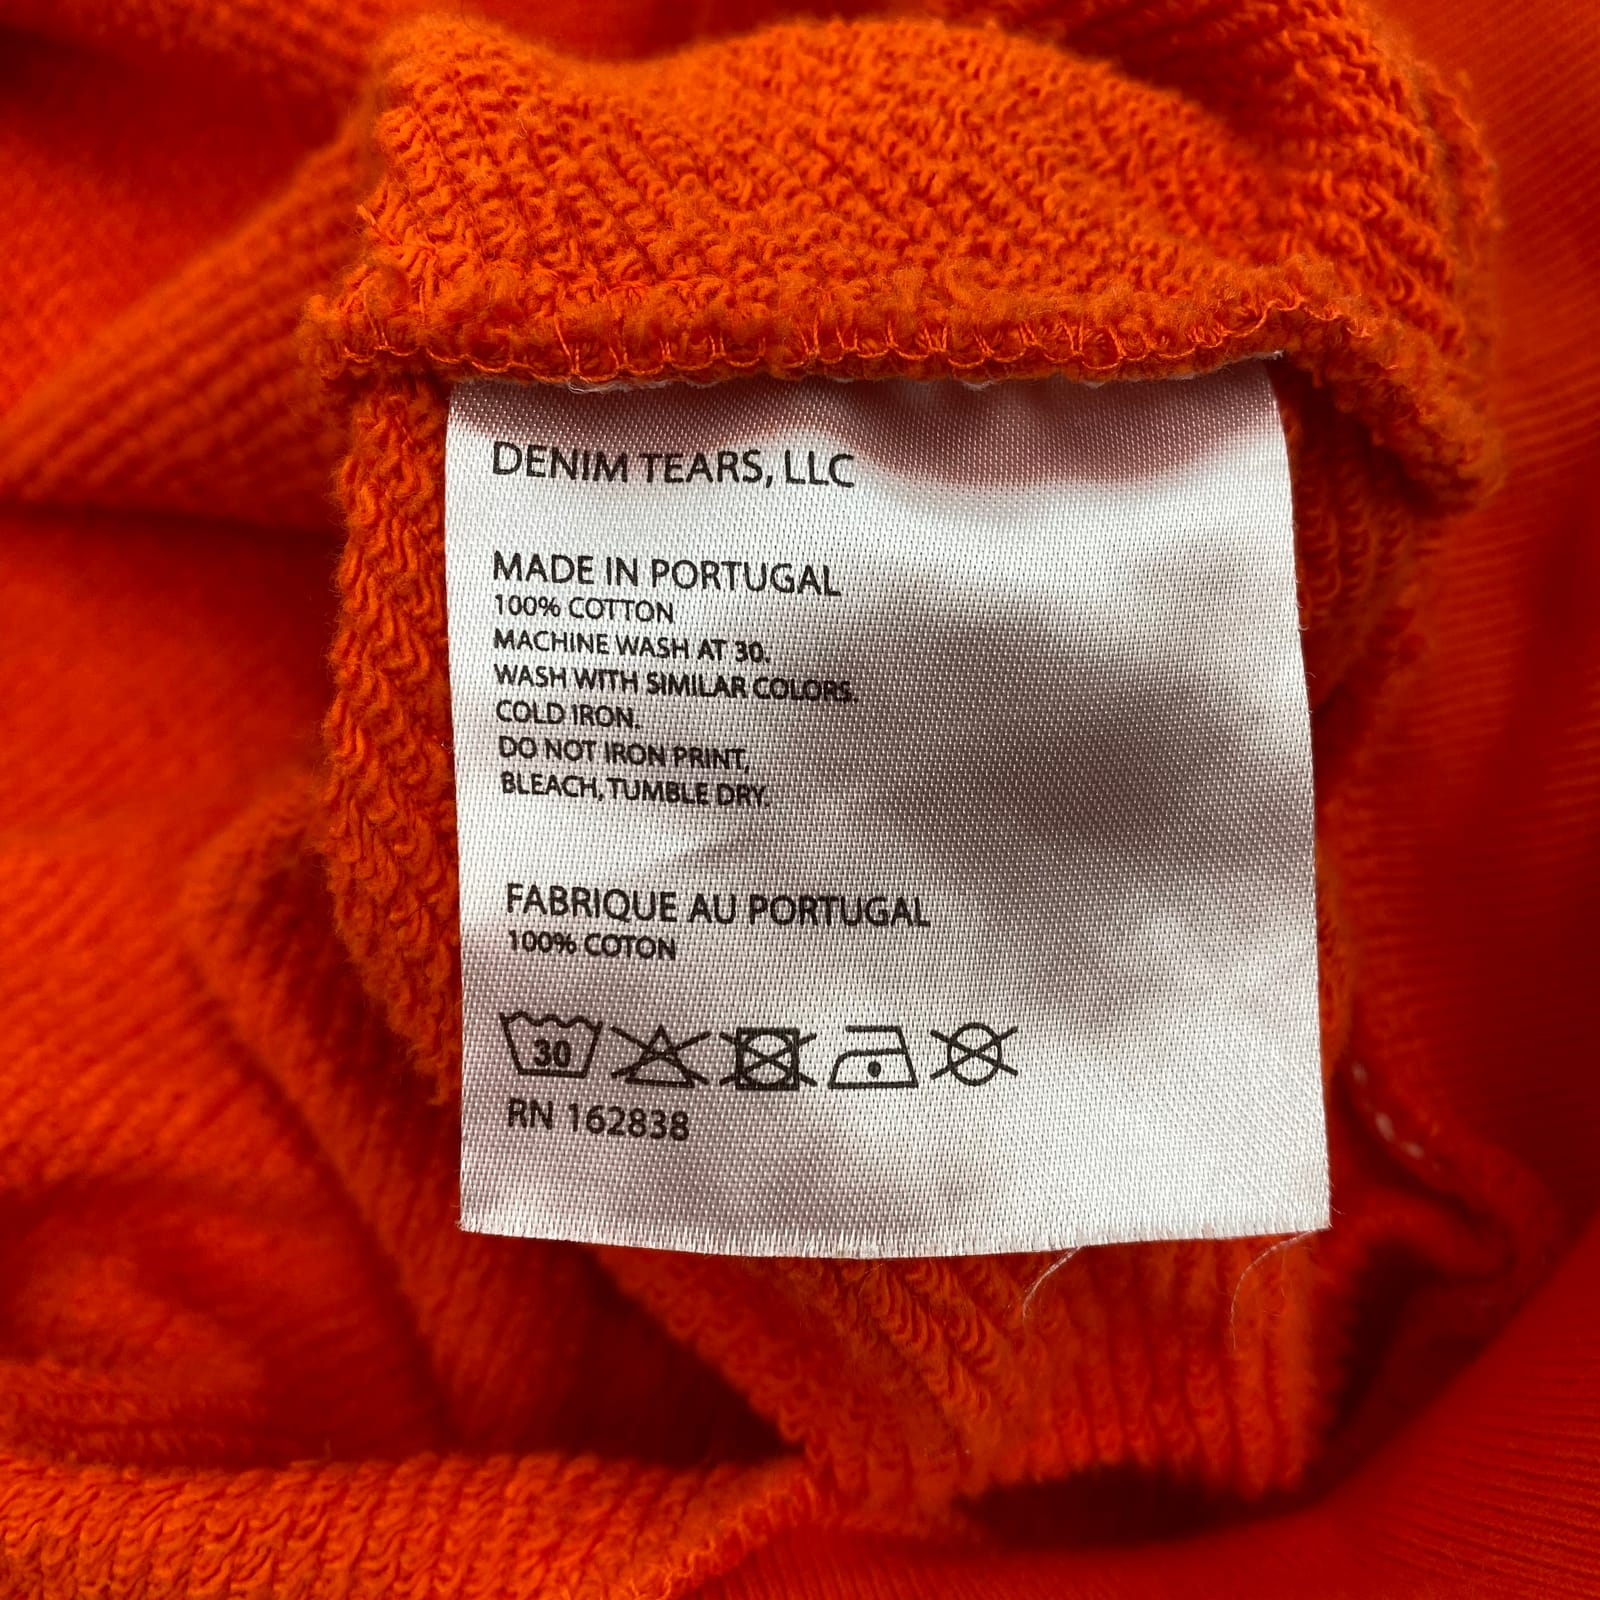 DENIM TEARS, LLC
MADE IN PORTUGAL
100% COTTON
MACHINE WASH AT 30.
WASH WITH SIMILAR COLORS.
COLD IRON.
DO NOT IRON PRINT,
BLEACH, TUMBLE DRY.
FABRIQUE AU PORTUGAL
100% COTON
30
RN 162838